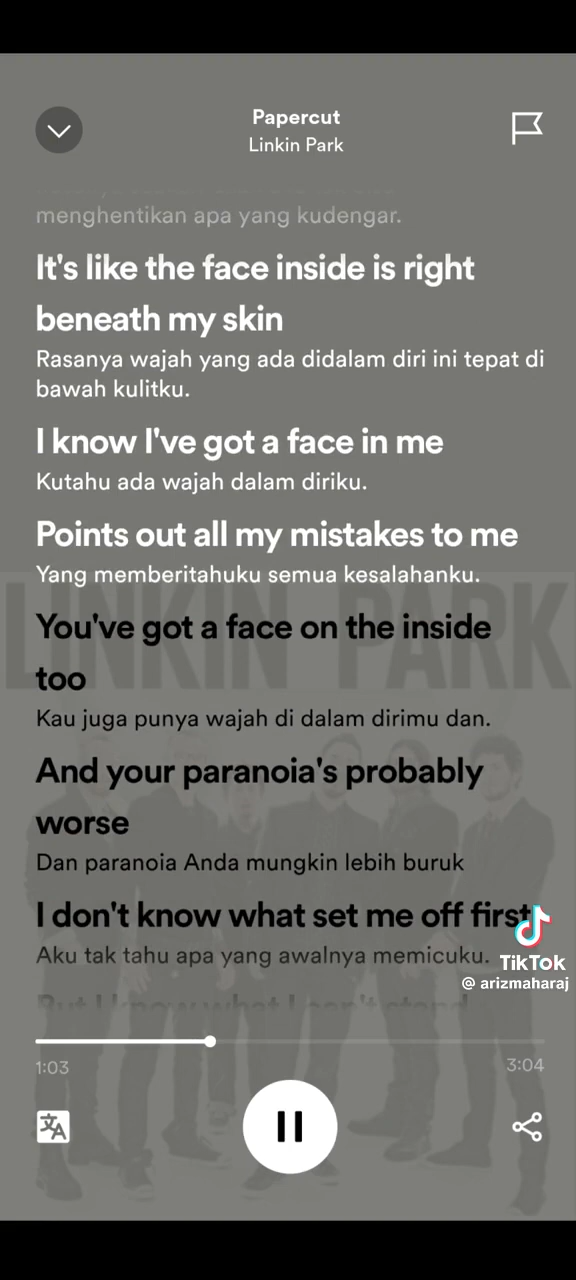 Papercut
Linkin Park
menghentikan apa yang kudengar.
It's like the face inside is right
beneath my skin
Rasanya wajah yang ada didalam diri ini tepat di
bawah kulitku.
I know I've got a face in me
Kutahu ada wajah dalam diriku.
Points out all my mistakes to me
Yang memberitahuku semua kesalahanku.
LINKIN PARK
You've got a face on the inside
too
Kau juga punya wajah di dalam dirimu dan.
And your paranoia's probably
worse
Dan paranoia Anda mungkin lebih buruk
I don't know what set me off first
Aku tak tahu apa yang awalnya memicuku.
TikTok
@ arizmaharaj
But I know what I can't stand
1:03
3:04